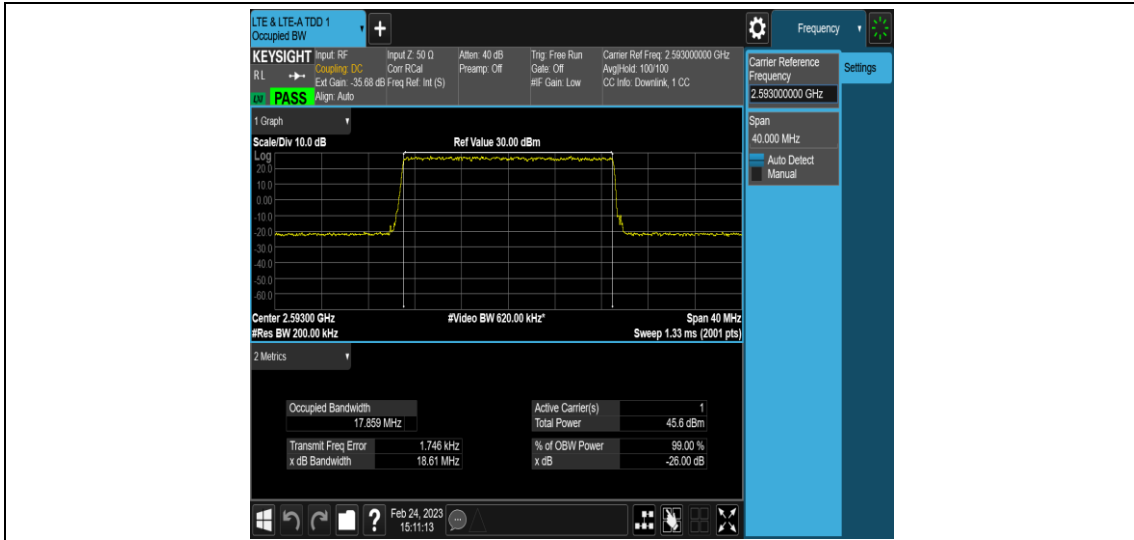 LTE & LTE-A TDD 1
Occupied BW
+
Frequency
KEYSIGHT
RL
PASS
Input: RF
Coupling: DC
Ext Gain: -35.68 dB
Align: Auto
Input Z: 50 Ω
Corr RCal
Freq Ref: Int (S)
Atten: 40 dB
Preamp: Off
Trig: Free Run
Gate: Off
#IF Gain: Low
Carrier Ref Freq: 2.593000000 GHz
Avg|Hold: 100/100
CC Info: Downlink, 1 CC
Carrier Reference
Frequency
2.593000000 GHz
Settings
Span
40.000 MHz
Auto Detect
Manual
1 Graph
Scale/Div 10.0 dB
Ref Value 30.00 dBm
Log
20.0
10.0
0.00
-10.0
-20.0
-30.0
-40.0
-50.0
-60.0
Center 2.59300 GHz
#Video BW 620.00 kHz*
Span 40 MHz
#Res BW 200.00 kHz
Sweep 1.33 ms (2001 pts)
2 Metrics
Occupied Bandwidth
17.859 MHz
Transmit Freq Error 1.746 kHz
x dB Bandwidth 18.61 MHz
Active Carrier(s) 1
Total Power 45.6 dBm
% of OBW Power 99.00 %
x dB -26.00 dB
?
Feb 24, 2023
15:11:13